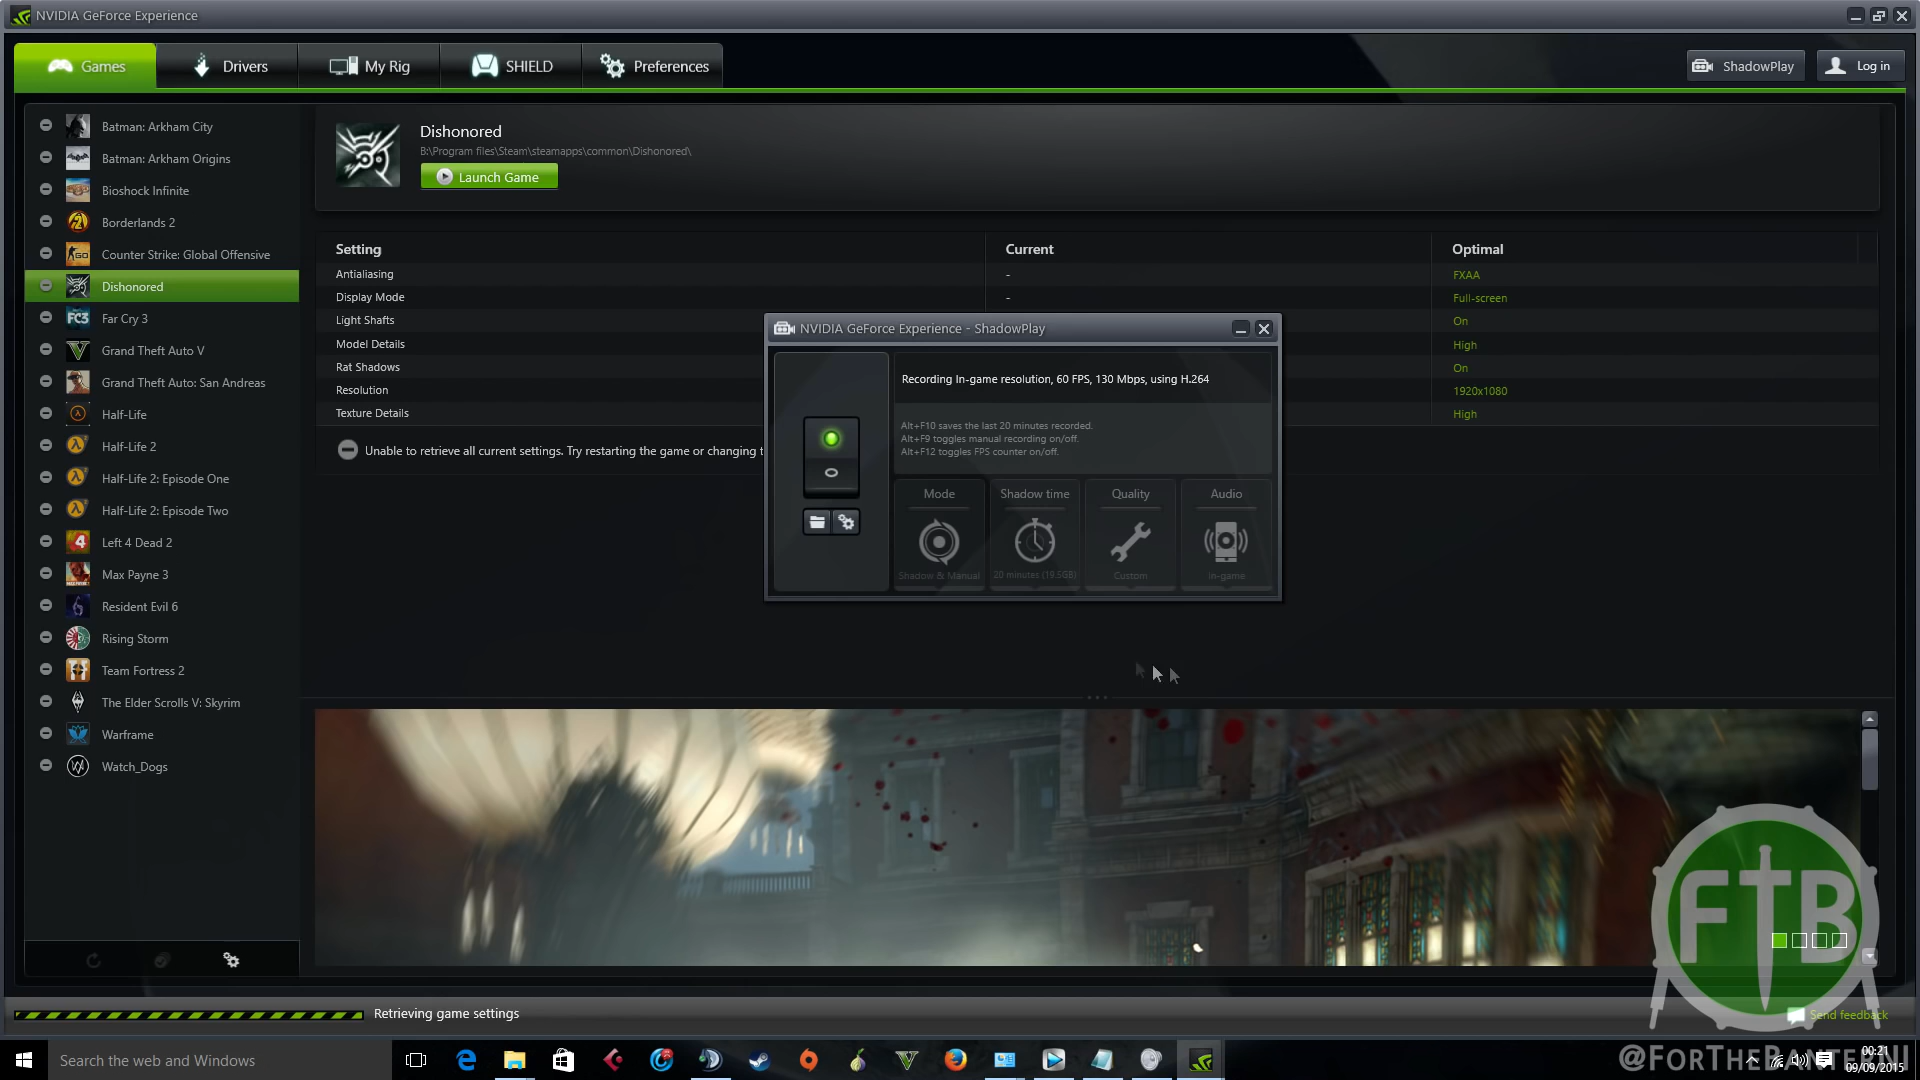 NVIDIA GeForce Experience
Games
Drivers
My Rig
SHIELD
Preferences
ShadowPlay
Log in
Batman: Arkham City
Batman: Arkham Origins
Bioshock Infinite
Borderlands 2
Counter Strike: Global Offensive
Dishonored
Far Cry 3
Grand Theft Auto V
Grand Theft Auto: San Andreas
Half-Life
Half-Life 2
Half-Life 2: Episode One
Half-Life 2: Episode Two
Left 4 Dead 2
Max Payne 3
Resident Evil 6
Rising Storm
Team Fortress 2
The Elder Scrolls V: Skyrim
Warframe
Watch_Dogs
Dishonored
B:\Program files\Steam\steamapps\common\Dishonored\
Launch Game
Setting Current Optimal
Antialiasing - FXAA
Display Mode - Full-screen
Light Shafts On
Model Details High
Rat Shadows On
Resolution 1920x1080
Texture Details High
Unable to retrieve all current settings. Try restarting the game or changing t
NVIDIA GeForce Experience - ShadowPlay
Recording In-game resolution, 60 FPS, 130 Mbps, using H.264
Alt+F10 saves the last 20 minutes recorded.
Alt+F9 toggles manual recording on/off.
Alt+F12 toggles FPS counter on/off.
Mode
Shadow & Manual
Shadow time
20 minutes (19.5GB)
Quality
Custom
Audio
In-game
FTB
Retrieving game settings
Send feedback
Search the web and Windows
@FORTHEBANTERNI
00:21
09/09/2015